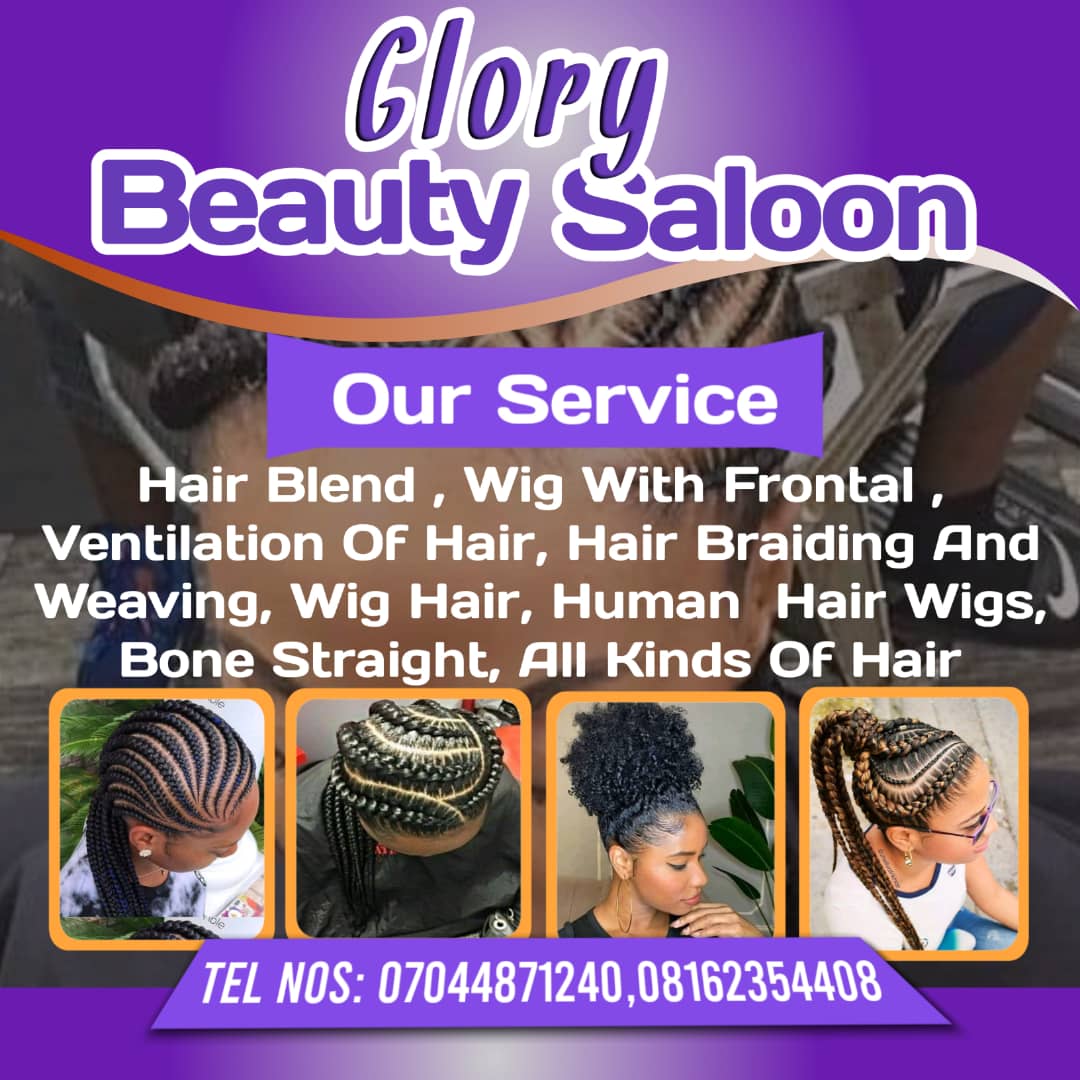 Glory
Beauty Saloon
Our Service
Hair Blend , Wig With Frontal ,
Ventilation Of Hair, Hair Braiding And
Weaving, Wig Hair, Human Hair Wigs,
Bone Straight, All Kinds Of Hair
TEL NOS: 07044871240,08162354408